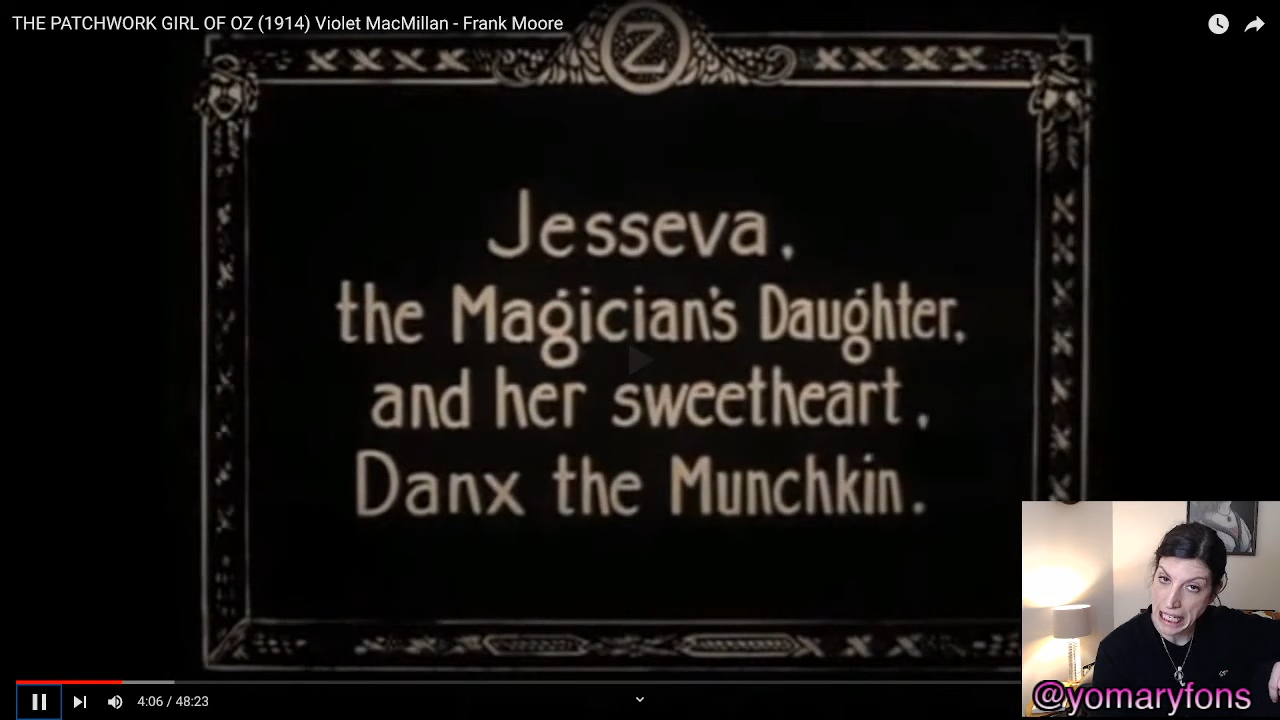 THE PATCHWORK GIRL OF OZ (1914) Violet MacMillan - Frank Moore
Z
Jesseva,
the Magician's Daughter,
and her sweetheart,
Danx the Munchkin.
4:06 / 48:23
@yomaryfons